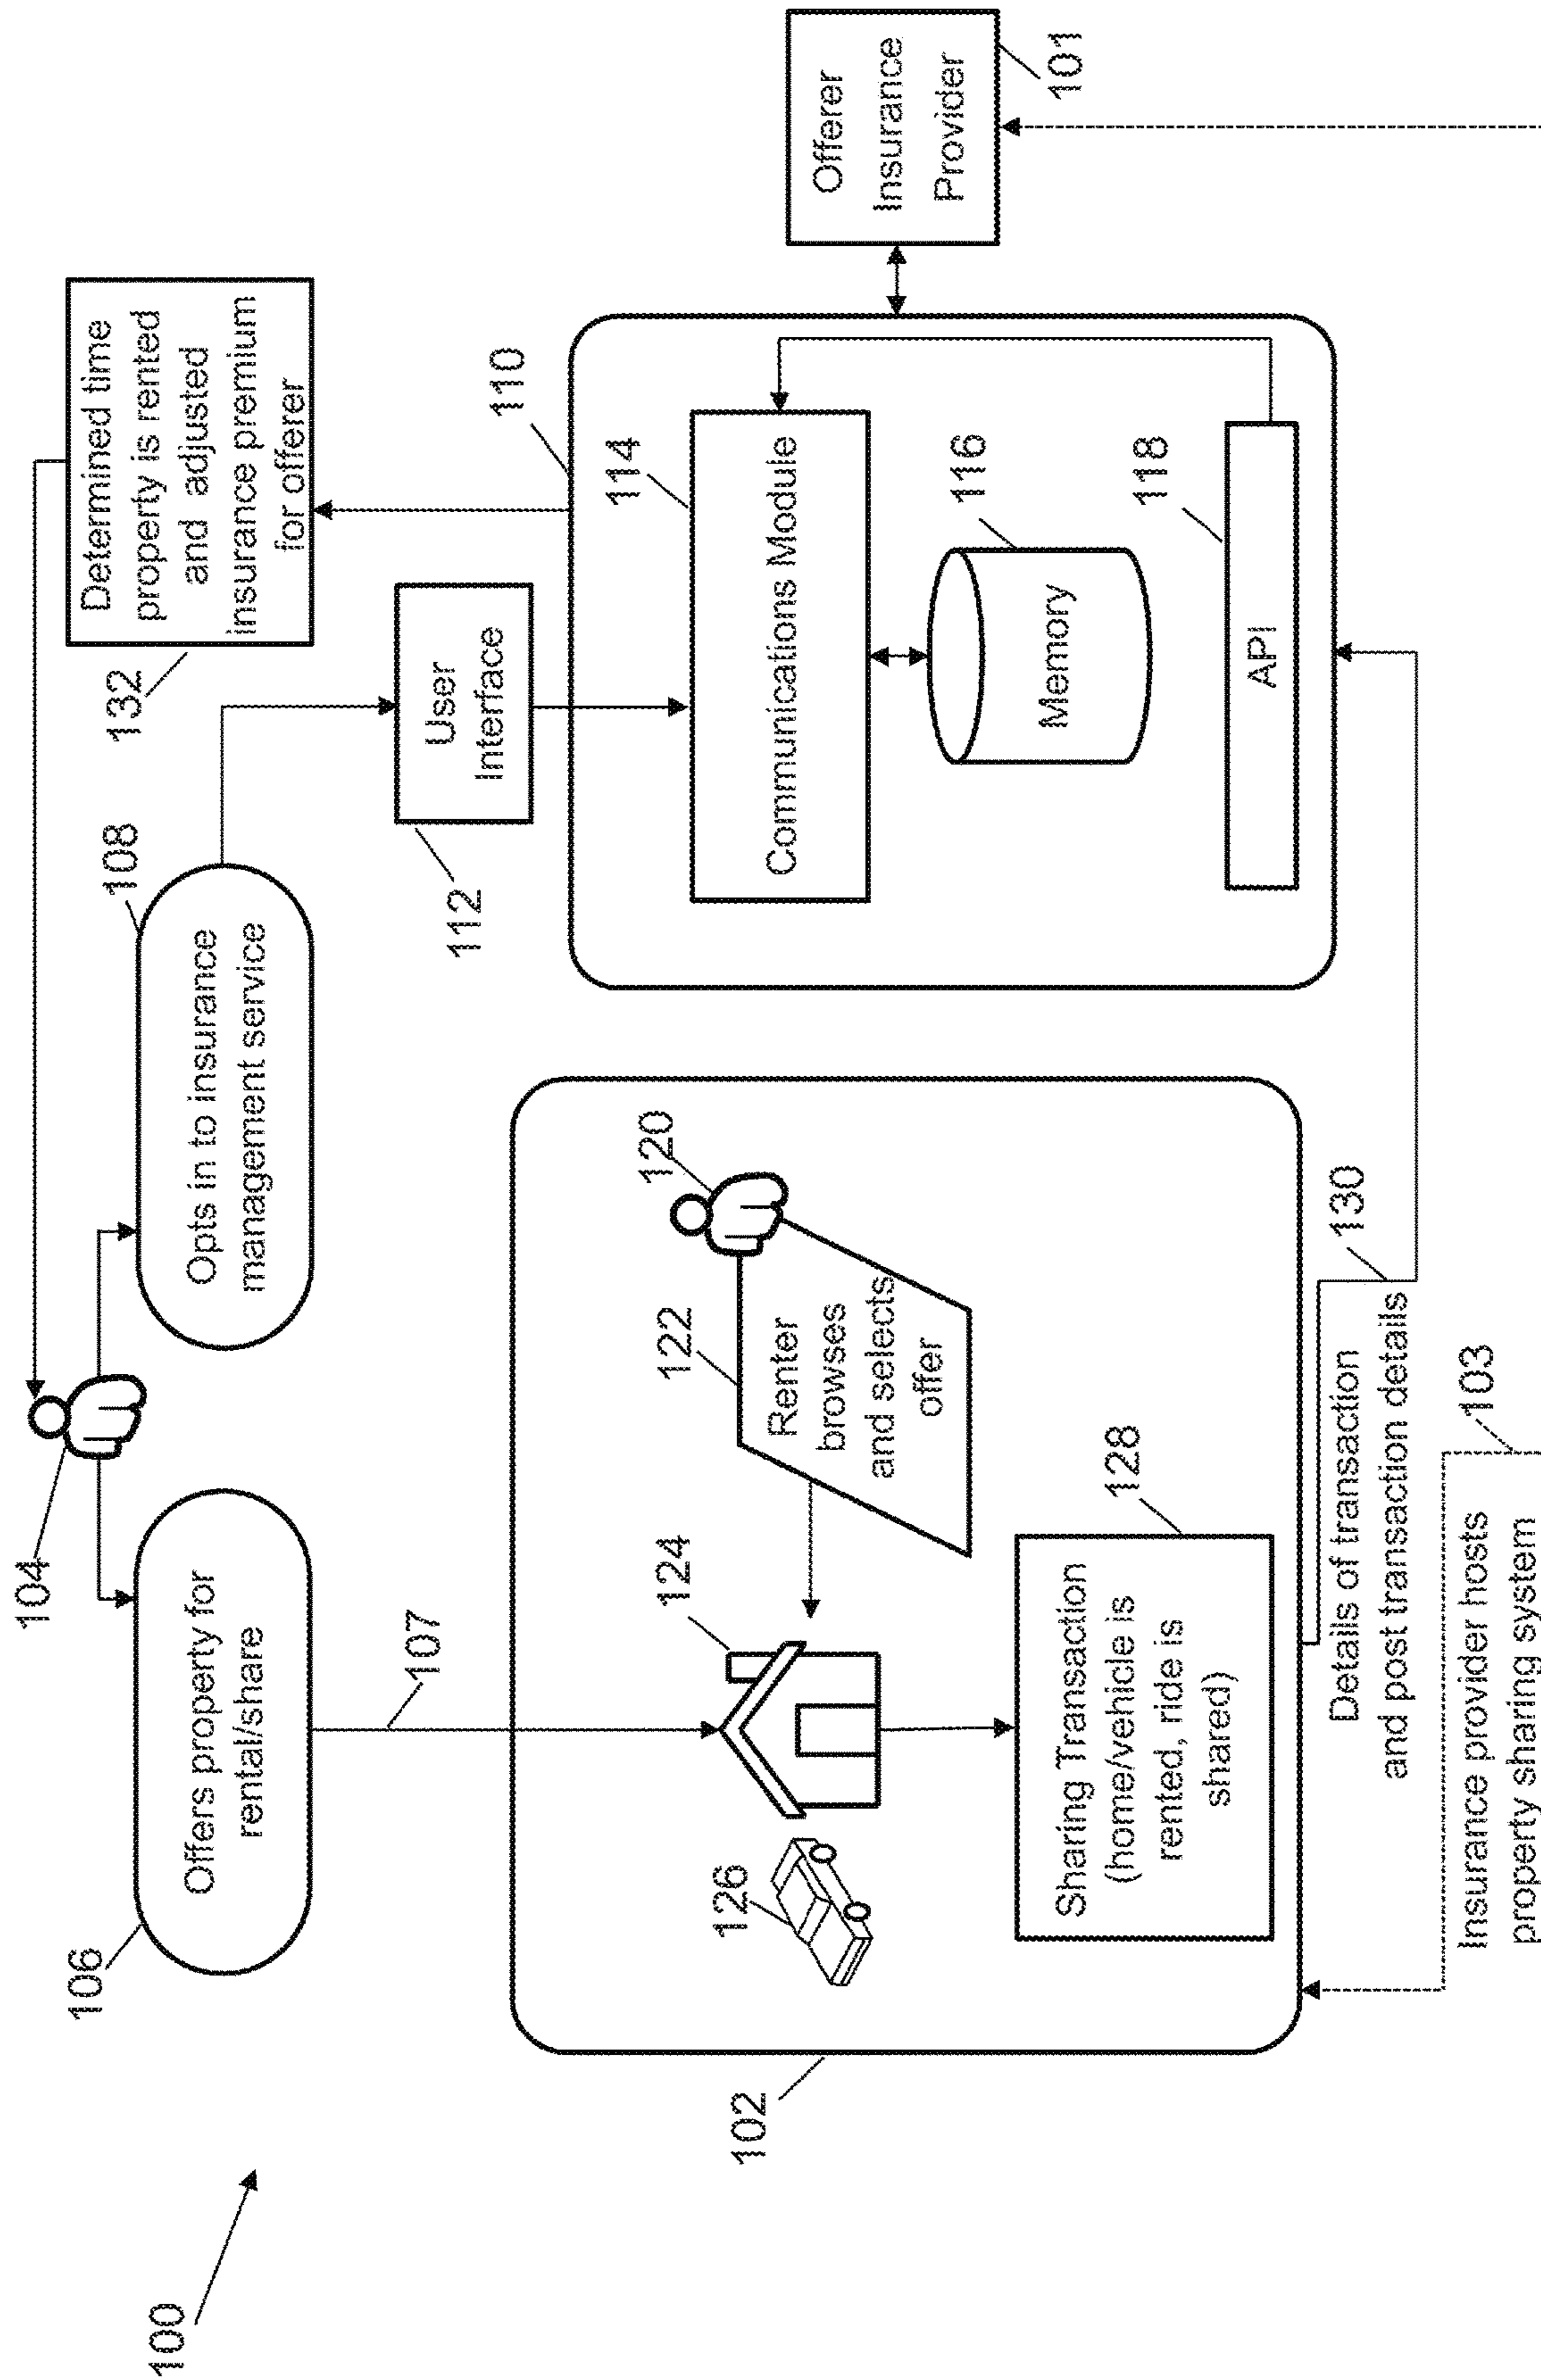 100
104
106
Offers property for
rental/share
107
108
Opts in to insurance
management service
132
Determined time
property is rented
and adjusted
insurance premium
for offerer
112
User
Interface
110
114
Communications Module
116
Memory
118
API
Offerer
Insurance
Provider
101
102
120
122
Renter
browses
and selects
offer
124
126
128
Sharing Transaction
(home/vehicle is
rented, ride is
shared)
130
Details of transaction
and post transaction details
103
Insurance provider hosts
property sharing system